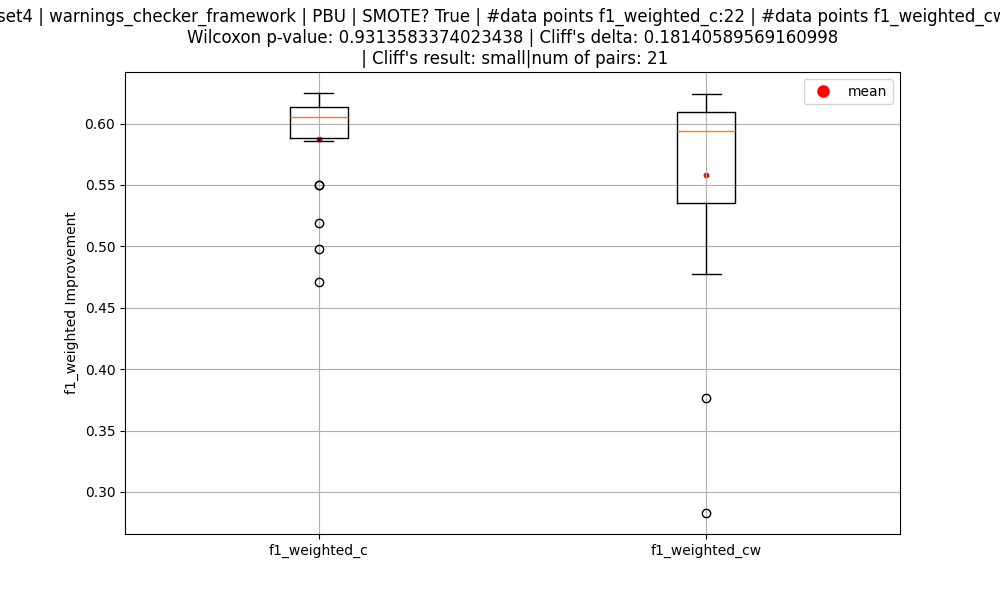 set4 | warnings_checker_framework | PBU | SMOTE? True | #data points f1_weighted_c:22 | #data points f1_weighted_cw
Wilcoxon p-value: 0.9313583374023438 | Cliff's delta: 0.18140589569160998
| Cliff's result: small|num of pairs: 21
mean
0.60
0.55
0.50
0.45
0.40
0.35
0.30
f1_weighted Improvement
f1_weighted_c
f1_weighted_cw